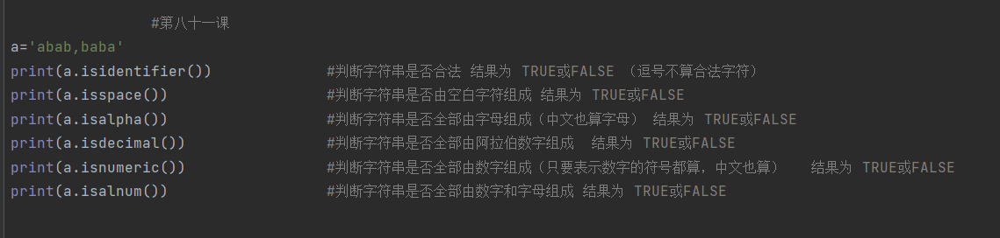 #第八十一课
a='abab,baba'
print(a.isidentifier()) #判断字符串是否合法 结果为 TRUE或FALSE （逗号不算合法字符）
print(a.isspace()) #判断字符串是否由空白字符组成 结果为 TRUE或FALSE
print(a.isalpha()) #判断字符串是否全部由字母组成（中文也算字母） 结果为 TRUE或FALSE
print(a.isdecimal()) #判断字符串是否全部由阿拉伯数字组成 结果为 TRUE或FALSE
print(a.isnumeric()) #判断字符串是否全部由数字组成（只要表示数字的符号都算，中文也算） 结果为 TRUE或FALSE
print(a.isalnum()) #判断字符串是否全部由数字和字母组成 结果为 TRUE或FALSE